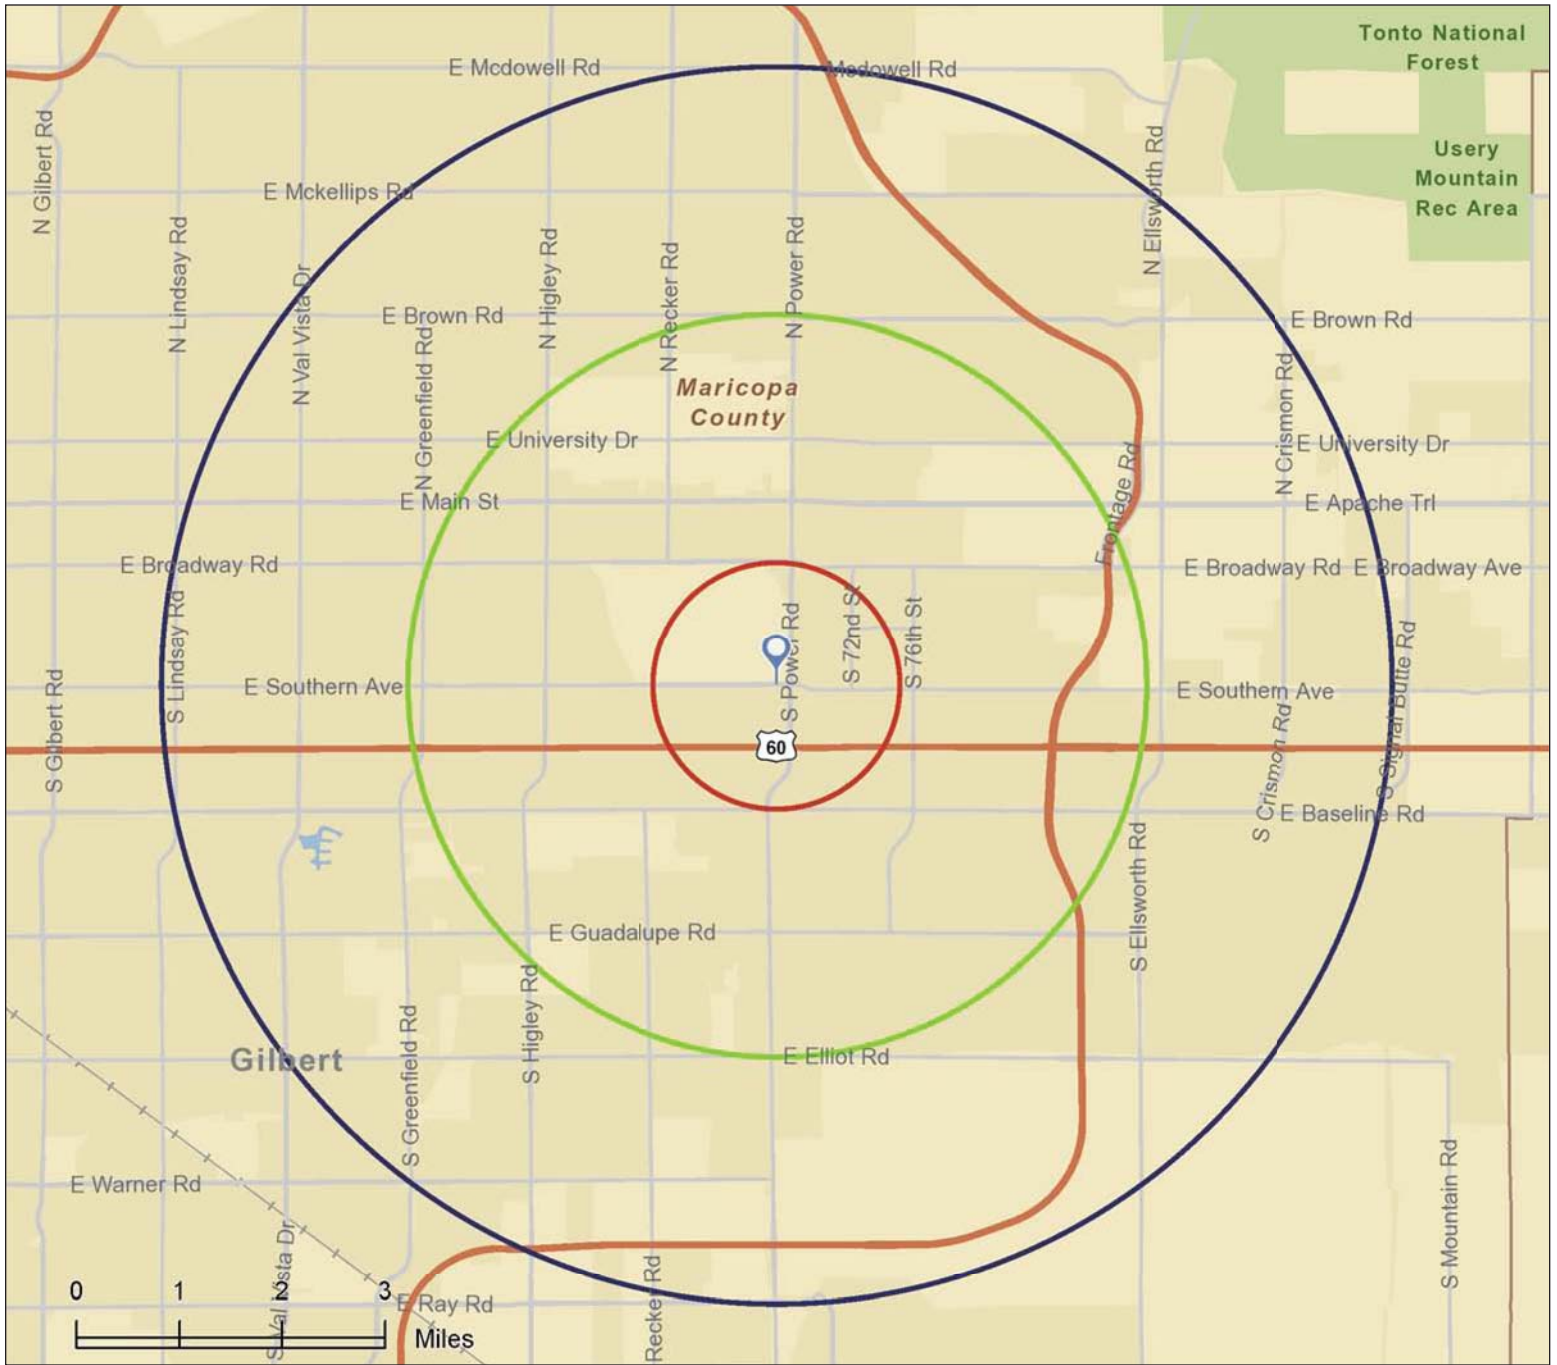 Tonto National
Forest
E Mcdowell Rd
Mcdowell Rd
N Gilbert Rd
N Ellsworth Rd
Usery
Mountain
Rec Area
E Mckellips Rd
N Lindsay Rd
N Val Vista Dr
N Higley Rd
N Recker Rd
N Power Rd
E Brown Rd
E Brown Rd
N Greenfield Rd
N Crismon Rd
Maricopa
County
E University Dr
E University Dr
Frontage Rd
E Main St
E Apache Trl
E Broadway Rd
E Broadway Rd
E Broadway Ave
S Lindsay Rd
S Power Rd
S 72nd St
S 76th St
S Signal Butte Rd
S Gilbert Rd
E Southern Ave
E Southern Ave
S Crismon Rd
60
E Baseline Rd
S Ellsworth Rd
E Guadalupe Rd
S Higley Rd
S Greenfield Rd
Gilbert
E Elliot Rd
E Warner Rd
S Mountain Rd
S Val Vista Dr
Recker Rd
E Ray Rd
0 1 2 3
Miles